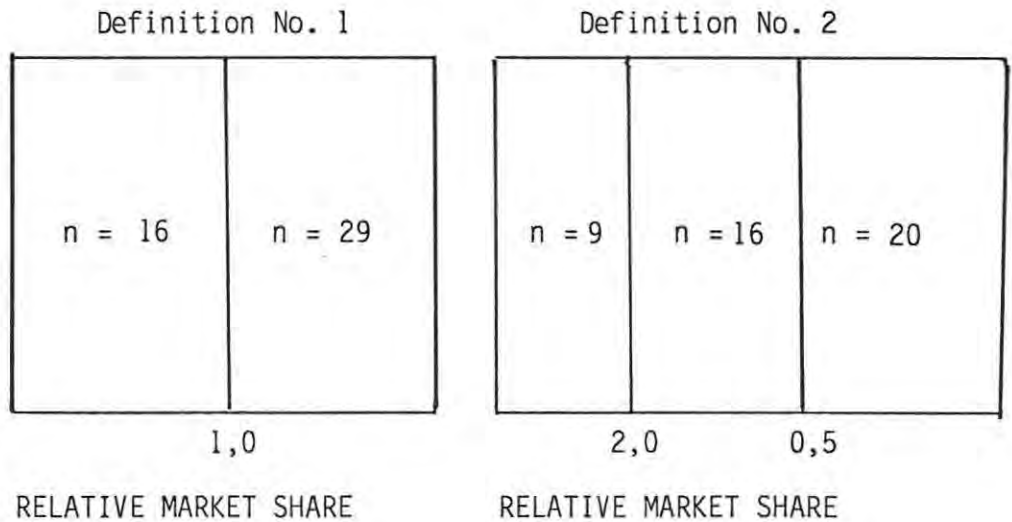 Definition No. 1
n = 16
n = 29
1,0
RELATIVE MARKET SHARE
Definition No. 2
n = 9
n = 16
n = 20
2,0
0,5
RELATIVE MARKET SHARE